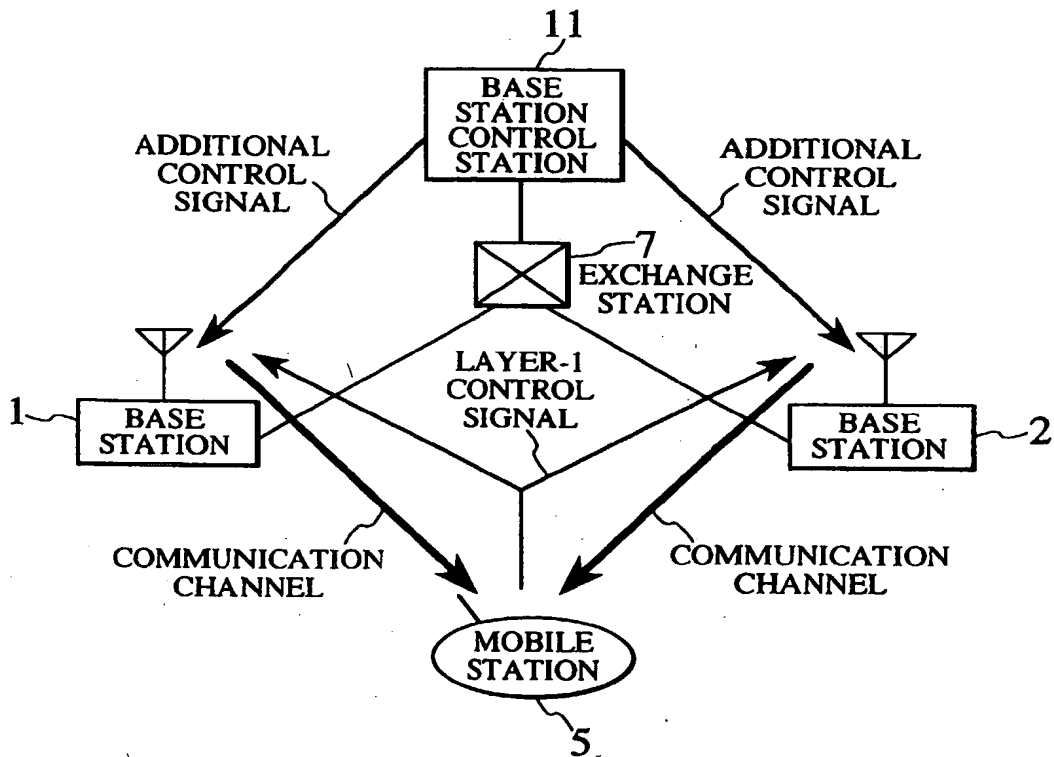 11
BASE
STATION
CONTROL
STATION
ADDITIONAL
CONTROL
SIGNAL
ADDITIONAL
CONTROL
SIGNAL
7
EXCHANGE
STATION
LAYER-1
CONTROL
SIGNAL
1
BASE
STATION
BASE
STATION
2
COMMUNICATION
CHANNEL
COMMUNICATION
CHANNEL
MOBILE
STATION
5